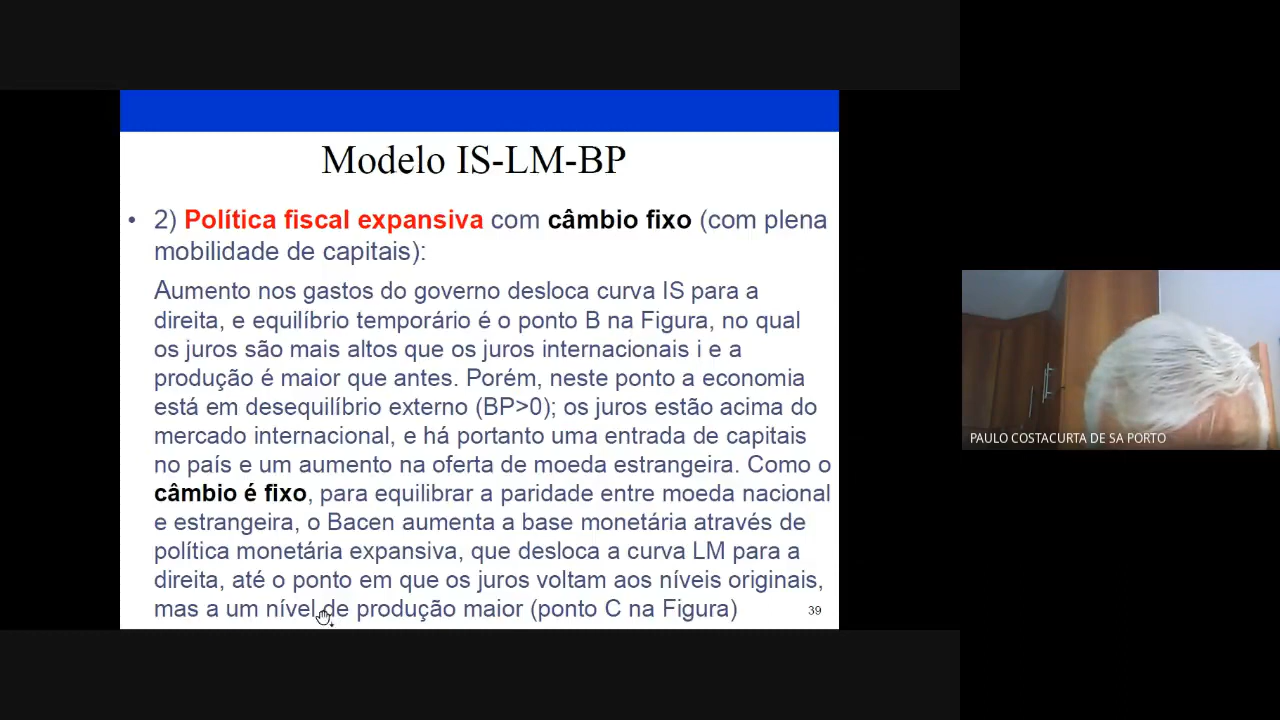 Modelo IS-LM-BP
• 2) Política fiscal expansiva com câmbio fixo (com plena
mobilidade de capitais):
Aumento nos gastos do governo desloca curva IS para a
direita, e equilíbrio temporário é o ponto B na Figura, no qual
os juros são mais altos que os juros internacionais i e a
produção é maior que antes. Porém, neste ponto a economia
está em desequilíbrio externo (BP>0); os juros estão acima do
mercado internacional, e há portanto uma entrada de capitais
no país e um aumento na oferta de moeda estrangeira. Como o
câmbio é fixo, para equilibrar a paridade entre moeda nacional
e estrangeira, o Bacen aumenta a base monetária através de
política monetária expansiva, que desloca a curva LM para a
direita, até o ponto em que os juros voltam aos níveis originais,
mas a um nível de produção maior (ponto C na Figura)
39
PAULO COSTACURTA DE SA PORTO